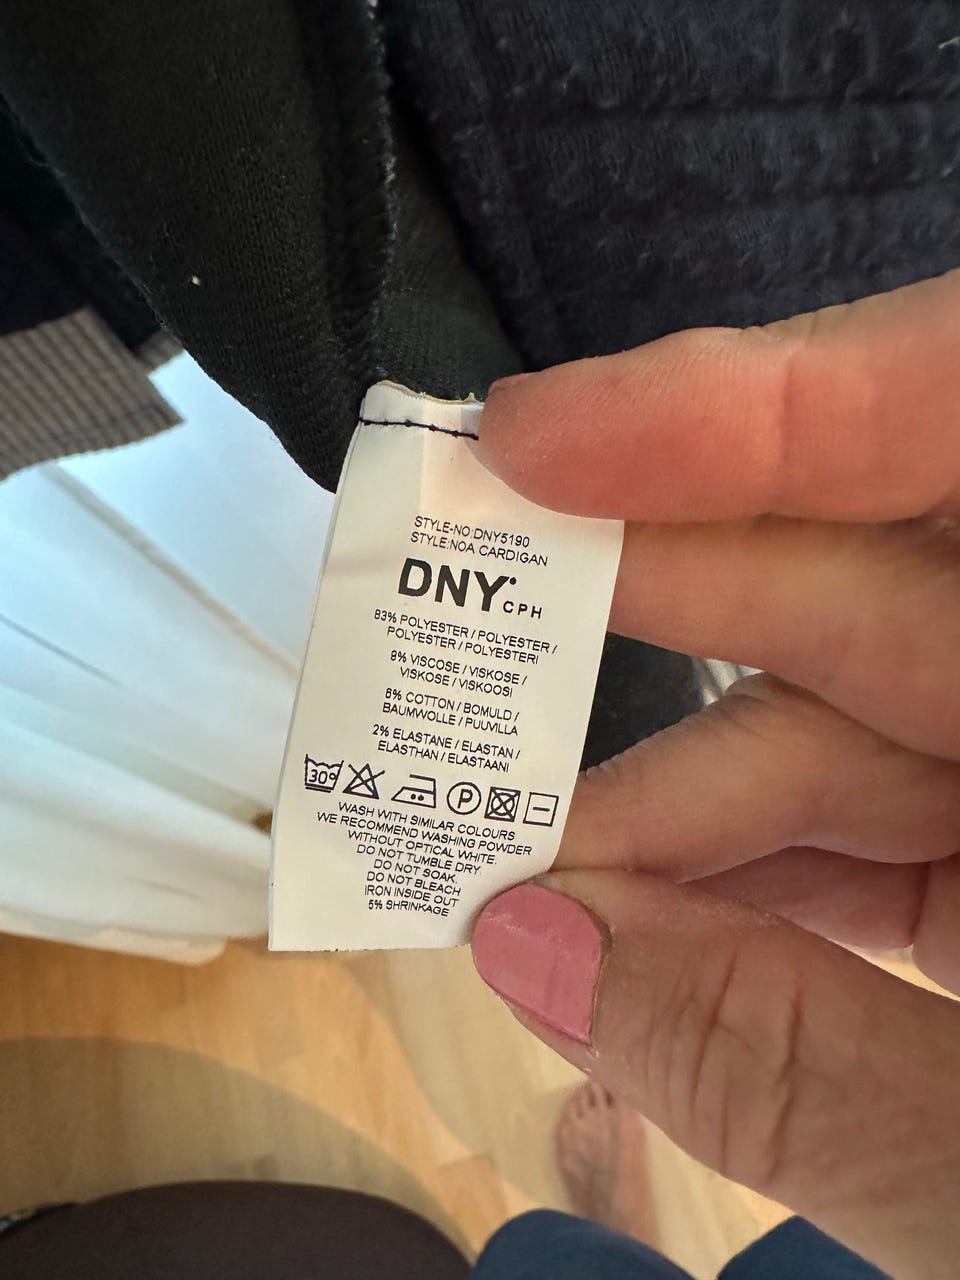 STYLE-NO:DNY5190
STYLE:NOA CARDIGAN
DNY CPH
83% POLYESTER / POLYESTER /
POLYESTER / POLYESTERI
8% VISCOSE / VISKOSE /
VISKOSE / VISKOOSI
6% COTTON / BOMULD /
BAUMWOLLE / PUUVILLA
2% ELASTANE / ELASTAN /
ELASTHAN / ELASTAANI
30° P
WASH WITH SIMILAR COLOURS
WE RECOMMEND WASHING POWDER
WITHOUT OPTICAL WHITE.
DO NOT TUMBLE DRY.
DO NOT SOAK.
DO NOT BLEACH
IRON INSIDE OUT
5% SHRINKAGE